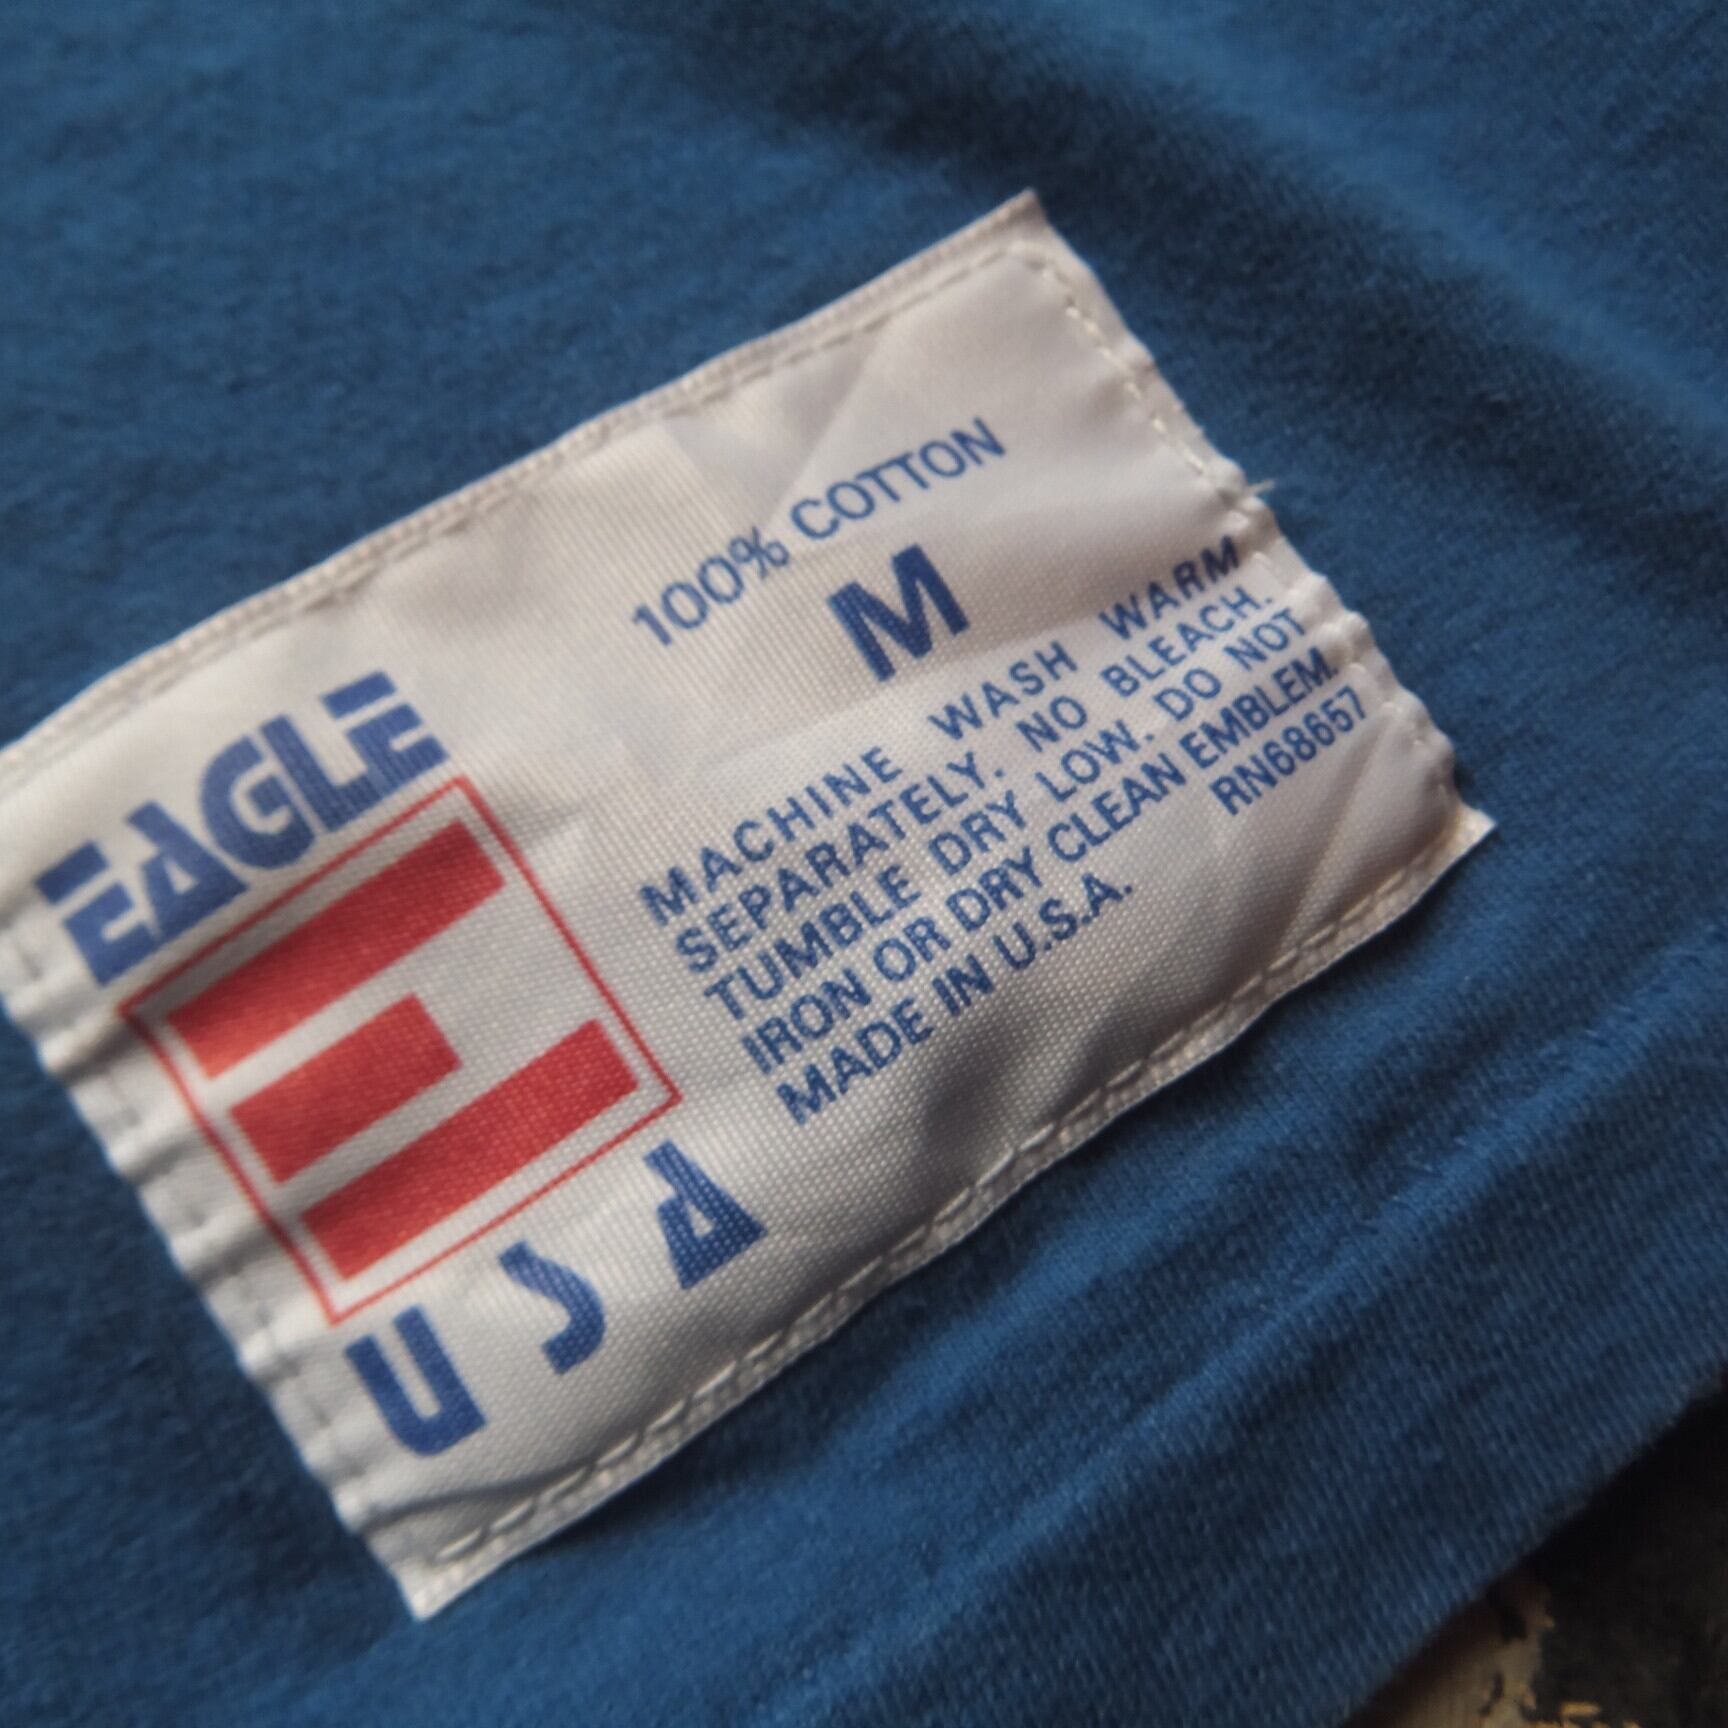 EAGLE
E
USA
100% COTTON
M
MACHINE WASH WARM
SEPARATELY. NO BLEACH.
TUMBLE DRY LOW. DO NOT
IRON OR DRY CLEAN EMBLEM.
MADE IN U.S.A. RN68657